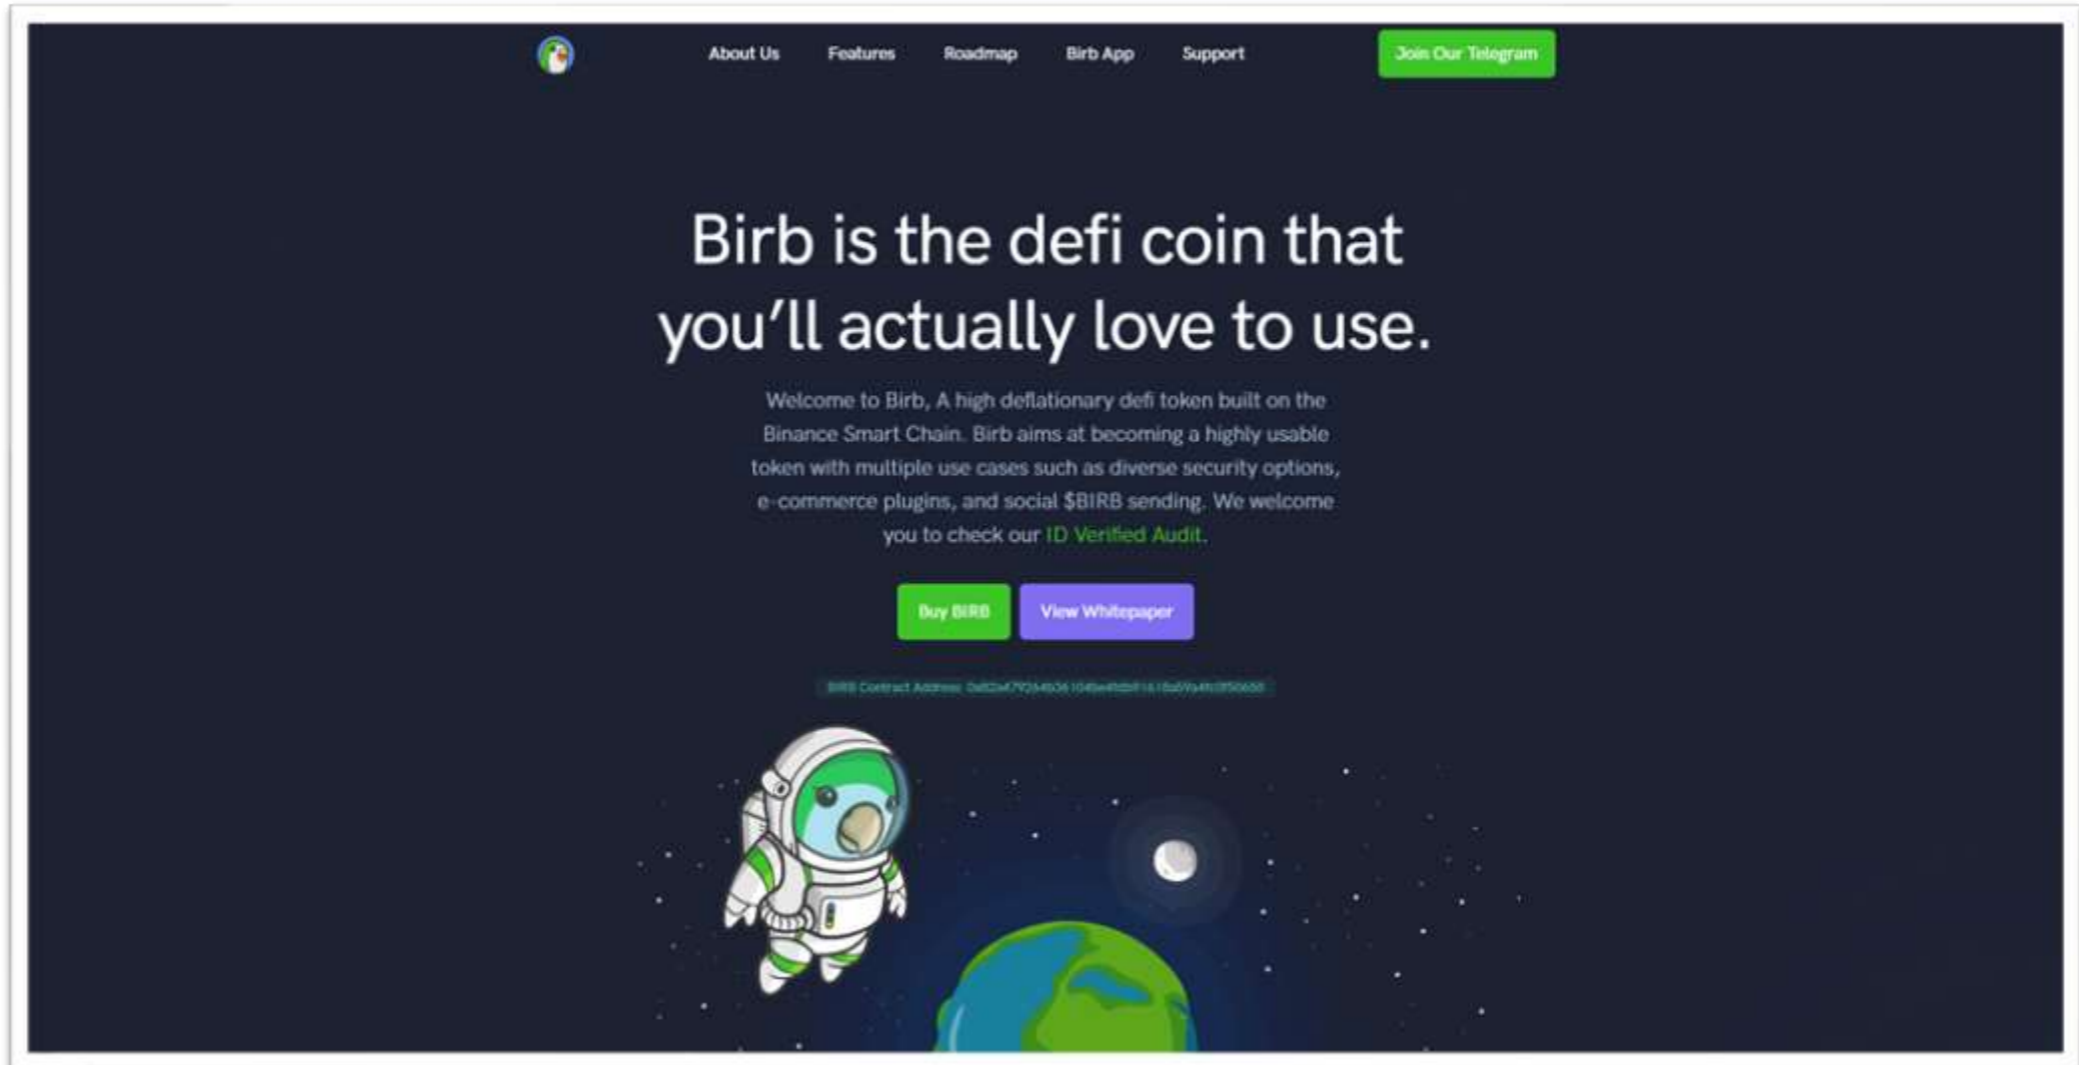 About Us Features Roadmap Birb App Support Join Our Telegram
Birb is the defi coin that
you'll actually love to use.
Welcome to Birb, A high deflationary defi token built on the
Binance Smart Chain. Birb aims at becoming a highly usable
token with multiple use cases such as diverse security options,
e-commerce plugins, and social $BIRB sending. We welcome
you to check our ID Verified Audit.
Buy BIRB View Whitepaper
BIRB Contract Address: